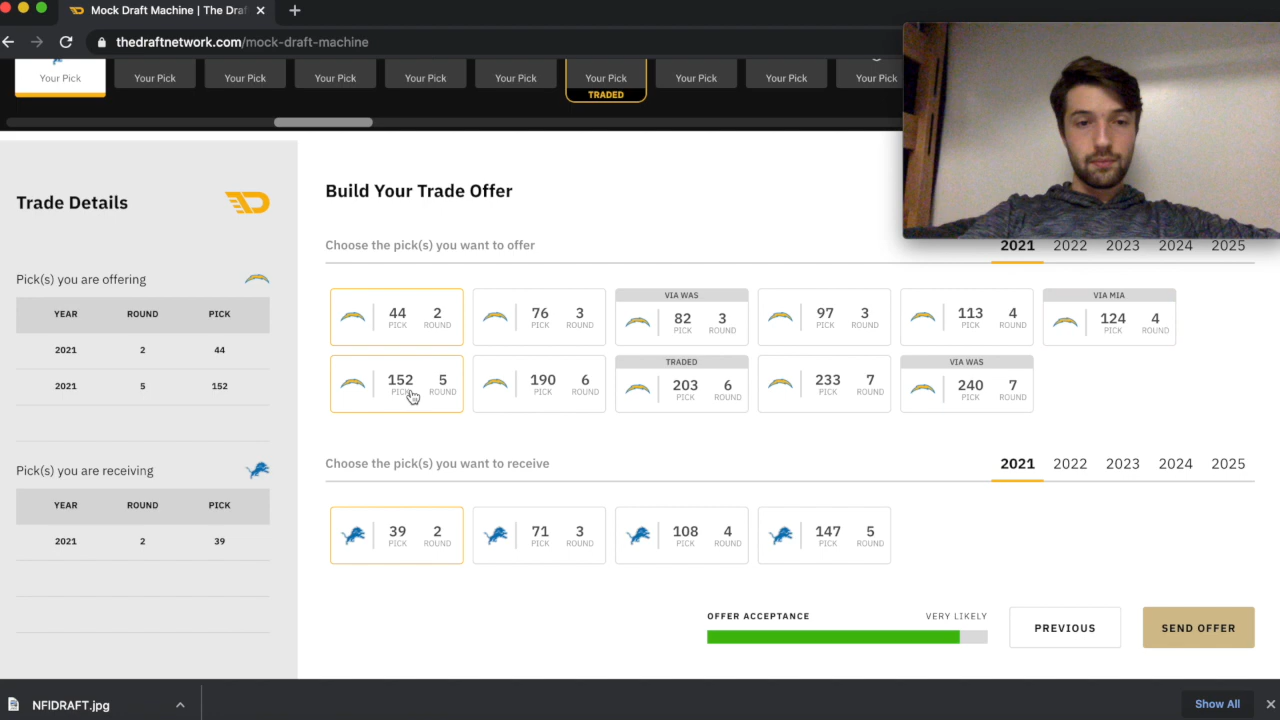 Mock Draft Machine | The Draf
thedraftnetwork.com/mock-draft-machine
Your Pick Your Pick Your Pick Your Pick Your Pick Your Pick Your Pick Your Pick Your Pick Your Pick
TRADED
Trade Details
Build Your Trade Offer
Choose the pick(s) you want to offer
2021 2022 2023 2024 2025
Pick(s) you are offering
YEAR ROUND PICK
2021 2 44
2021 5 152
VIA WAS VIA MIA
44 2 76 3 82 3 97 3 113 4 124 4
PICK ROUND PICK ROUND PICK ROUND PICK ROUND PICK ROUND PICK ROUND
TRADED VIA WAS
152 5 190 6 203 6 233 7 240 7
PICK ROUND PICK ROUND PICK ROUND PICK ROUND PICK ROUND
Pick(s) you are receiving
YEAR ROUND PICK
2021 2 39
Choose the pick(s) you want to receive
2021 2022 2023 2024 2025
39 2 71 3 108 4 147 5
PICK ROUND PICK ROUND PICK ROUND PICK ROUND
OFFER ACCEPTANCE VERY LIKELY
PREVIOUS
SEND OFFER
NFIDRAFT.jpg
Show All